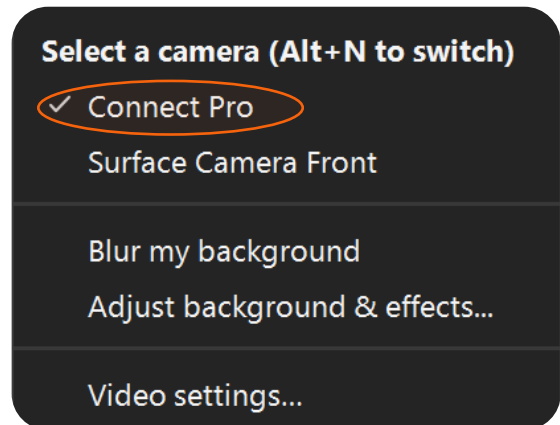 Select a camera (Alt+N to switch)
✓ Connect Pro
Surface Camera Front
Blur my background
Adjust background & effects...
Video settings...